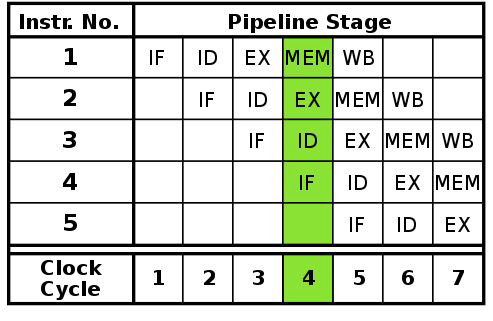 Instr. No. Pipeline Stage
1 IF ID EX MEM WB
2 IF ID EX MEM WB
3 IF ID EX MEM WB
4 IF ID EX MEM
5 IF ID EX
Clock
Cycle 1 2 3 4 5 6 7